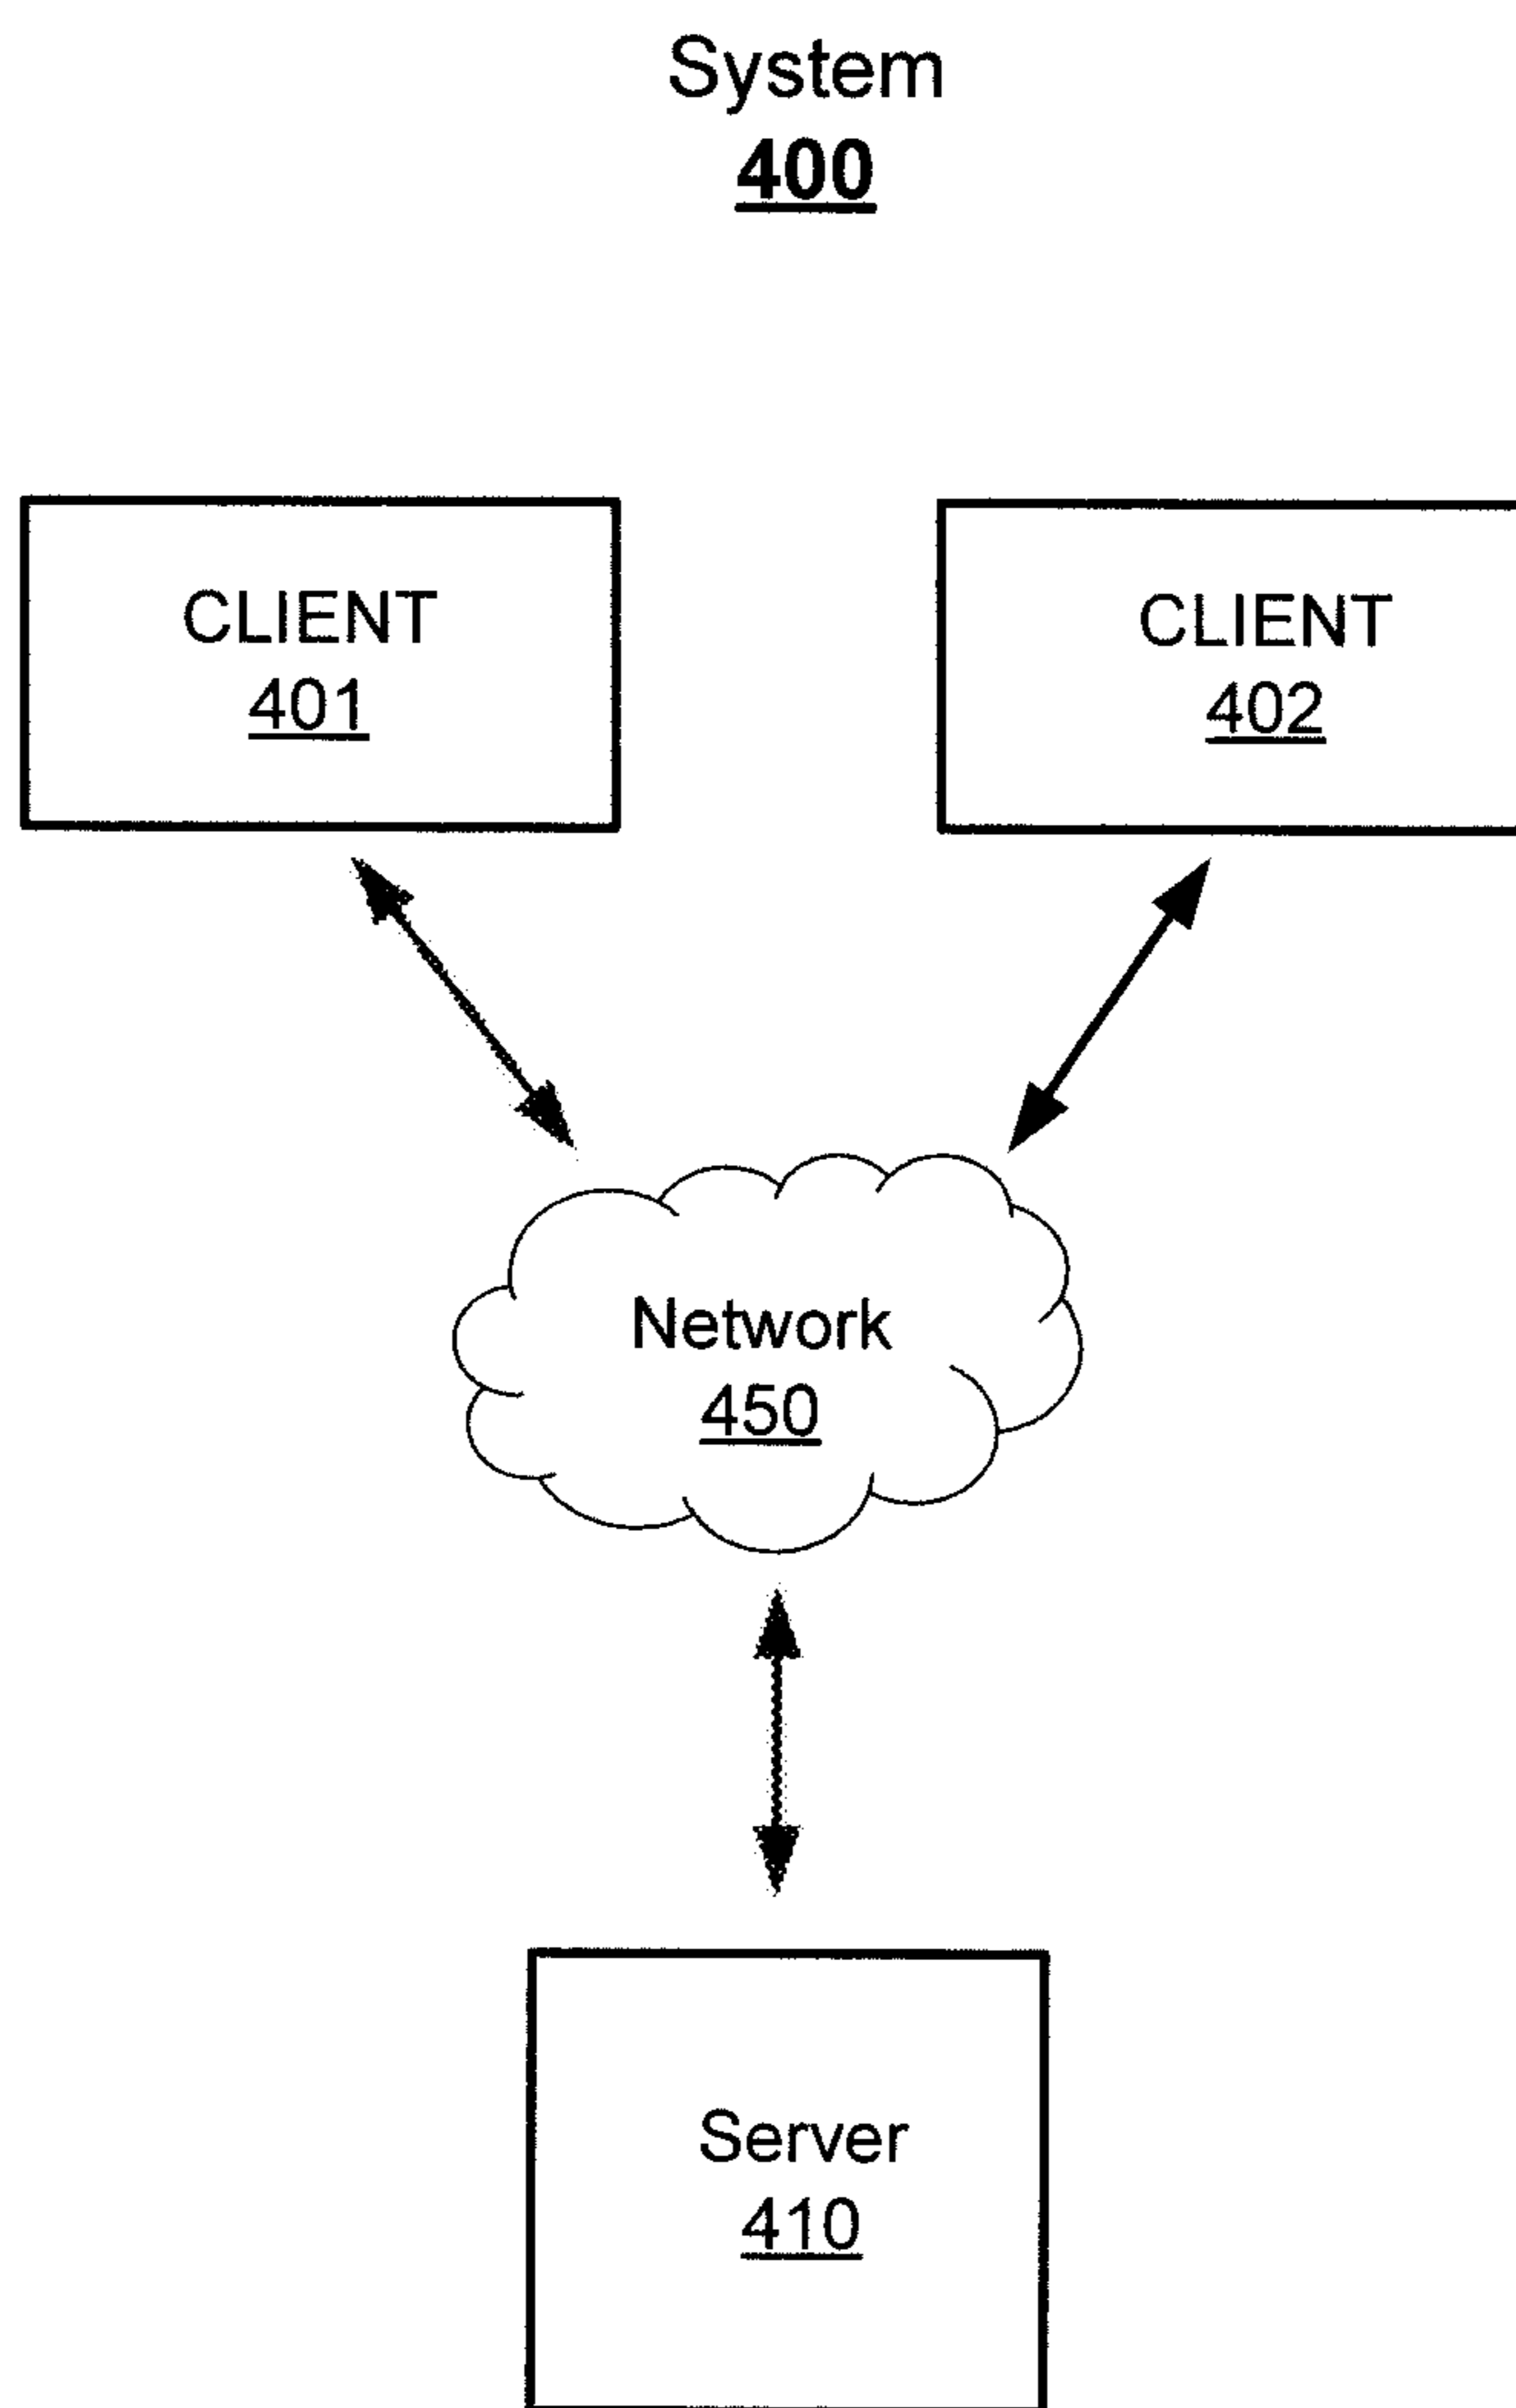 System
400
CLIENT
401
CLIENT
402
Network
450
Server
410